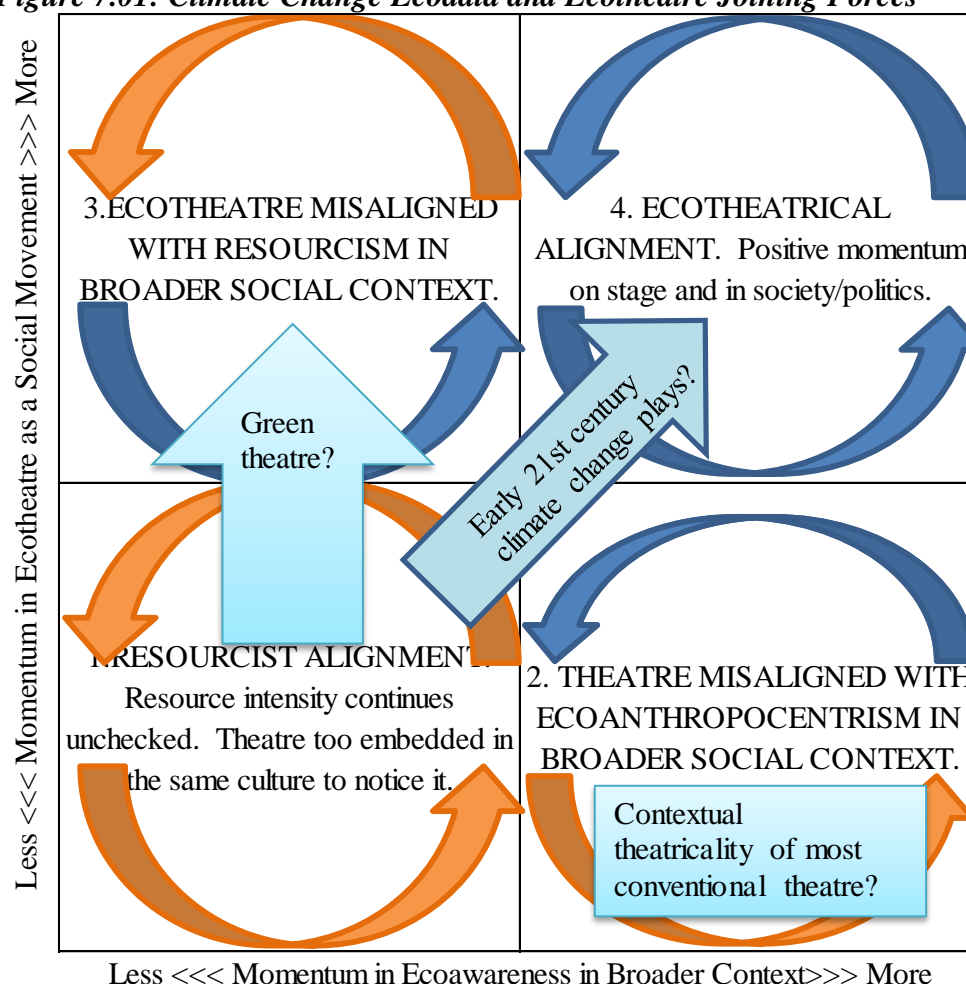 Figure 7.01: Climate Change Ecodata and Ecotheatre Joining Forces
Less <<< Momentum in Ecotheatre as a Social Movement >>> More
3.ECOTHEATRE MISALIGNED
WITH RESOURCISM IN
BROADER SOCIAL CONTEXT.
4. ECOTHEATRICAL
ALIGNMENT. Positive momentum
on stage and in society/politics.
Green
theatre?
Early 21st century
climate change plays?
RESOURCIST ALIGNMENT.
Resource intensity continues
unchecked. Theatre too embedded in
the same culture to notice it.
2. THEATRE MISALIGNED WITH
ECOANTHROPOCENTRISM IN
BROADER SOCIAL CONTEXT.
Contextual
theatricality of most
conventional theatre?
Less <<< Momentum in Ecoawareness in Broader Context>>> More